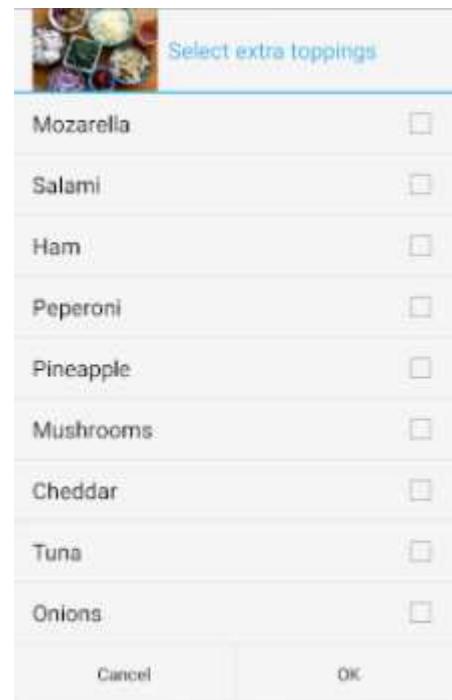 Select extra toppings
Mozarella
Salami
Ham
Peperoni
Pineapple
Mushrooms
Cheddar
Tuna
Onions
Cancel OK